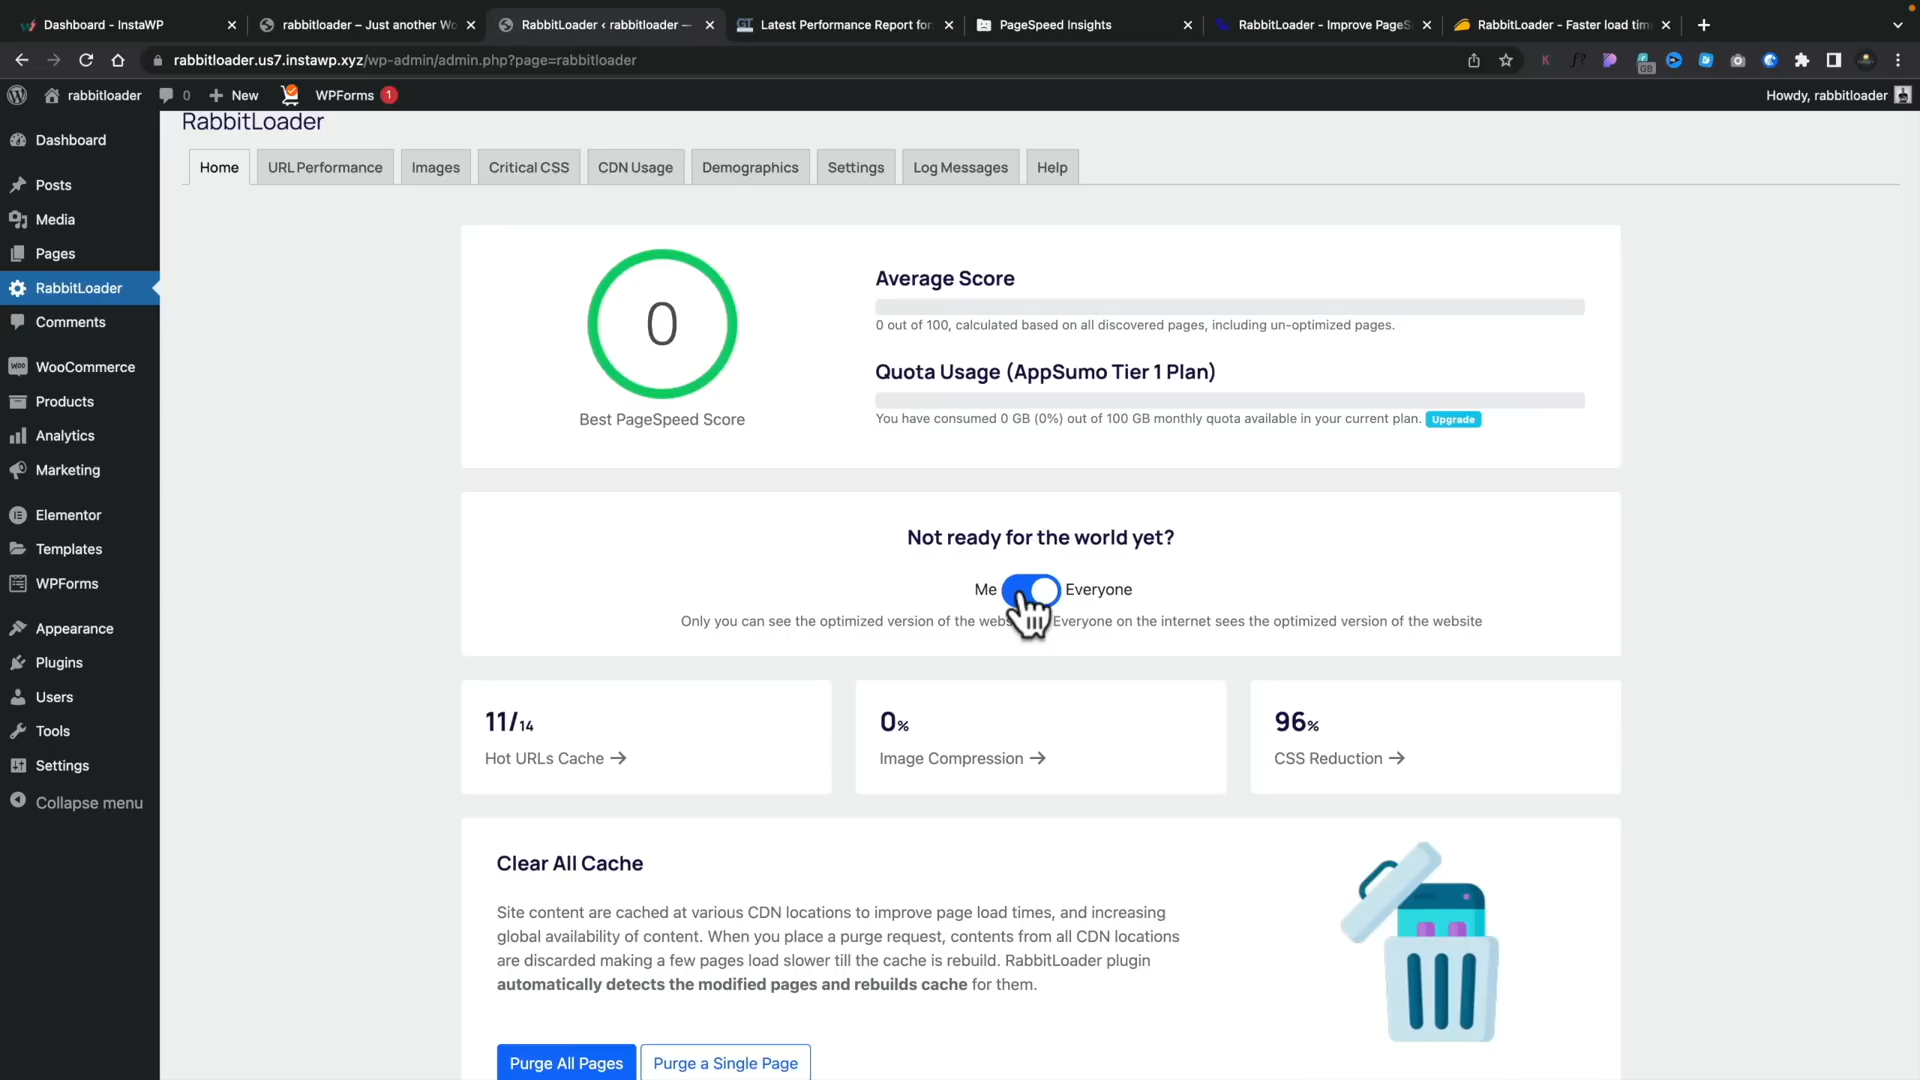 Dashboard - InstaWP
rabbitloader – Just another Wo
RabbitLoader ‹ rabbitloader —
Latest Performance Report for:
PageSpeed Insights
RabbitLoader - Improve PageS
RabbitLoader - Faster load tim
rabbitloader.us7.instawp.xyz/wp-admin/admin.php?page=rabbitloader
rabbitloader
0
New
WPForms 1
Howdy, rabbitloader
Dashboard
Posts
Media
Pages
RabbitLoader
Comments
WooCommerce
Products
Analytics
Marketing
Elementor
Templates
WPForms
Appearance
Plugins
Users
Tools
Settings
Collapse menu
RabbitLoader
Home
URL Performance
Images
Critical CSS
CDN Usage
Demographics
Settings
Log Messages
Help
0
Best PageSpeed Score
Average Score
0 out of 100, calculated based on all discovered pages, including un-optimized pages.
Quota Usage (AppSumo Tier 1 Plan)
You have consumed 0 GB (0%) out of 100 GB monthly quota available in your current plan. Upgrade
Not ready for the world yet?
Me Everyone
Only you can see the optimized version of the Everyone on the internet sees the optimized version of the website
11/14
Hot URLs Cache →
0%
Image Compression →
96%
CSS Reduction →
Clear All Cache
Site content are cached at various CDN locations to improve page load times, and increasing
global availability of content. When you place a purge request, contents from all CDN locations
are discarded making a few pages load slower till the cache is rebuild. RabbitLoader plugin
automatically detects the modified pages and rebuilds cache for them.
Purge All Pages
Purge a Single Page